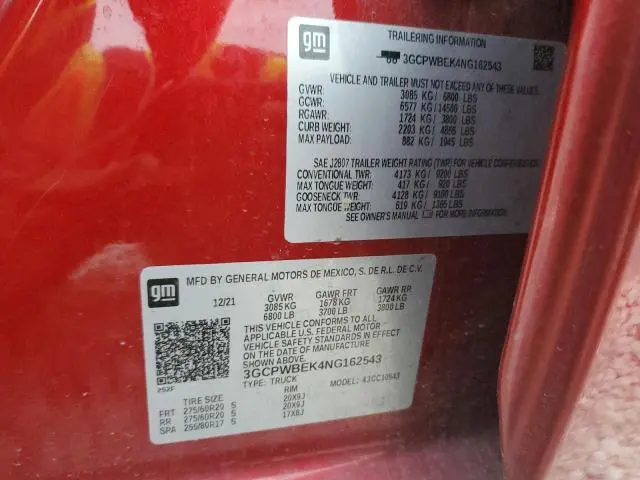 gm
TRAILERING INFORMATION
3GCPWBEK4NG162543
VEHICLE AND TRAILER MUST NOT EXCEED ANY OF THESE VALUES.
GVWR: 3085 KG/ 6800 LBS
GCWR: 6577 KG/ 14500 LBS
RGAWR: 1724 KG/ 3800 LBS
CURB WEIGHT: 2203 KG/ 4855 LBS
MAX PAYLOAD: 882 KG/ 1945 LBS
SAE J2807 TRAILER WEIGHT RATING (TWR) FOR VEHICLE COMPARISON
CONVENTIONAL TWR: 4173 KG/ 9200 LBS
MAX TONGUE WEIGHT: 417 KG/ 920 LBS
GOOSENECK TWR: 4128 KG/ 9100 LBS
MAX TONGUE WEIGHT: 619 KG/ 1365 LBS
SEE OWNER'S MANUAL FOR MORE INFORMATION
gm
MFD BY GENERAL MOTORS DE MEXICO, S. DE R.L. DE C.V.
12/21 GVWR GAWR FRT GAWR RR
3085 KG 1678 KG 1724 KG
6800 LB 3700 LB 3800 LB
THIS VEHICLE CONFORMS TO ALL
APPLICABLE U.S. FEDERAL MOTOR
VEHICLE SAFETY STANDARDS IN EFFECT
ON THE DATE OF MANUFACTURE
SHOWN ABOVE.
3GCPWBEK4NG162543
TYPE: TRUCK MODEL: 43CC10543
252F
TIRE SIZE RIM
FRT 275/60R20 S 20X9J
RR 275/60R20 S 20X9J
SPA 255/80R17 S 17X8J